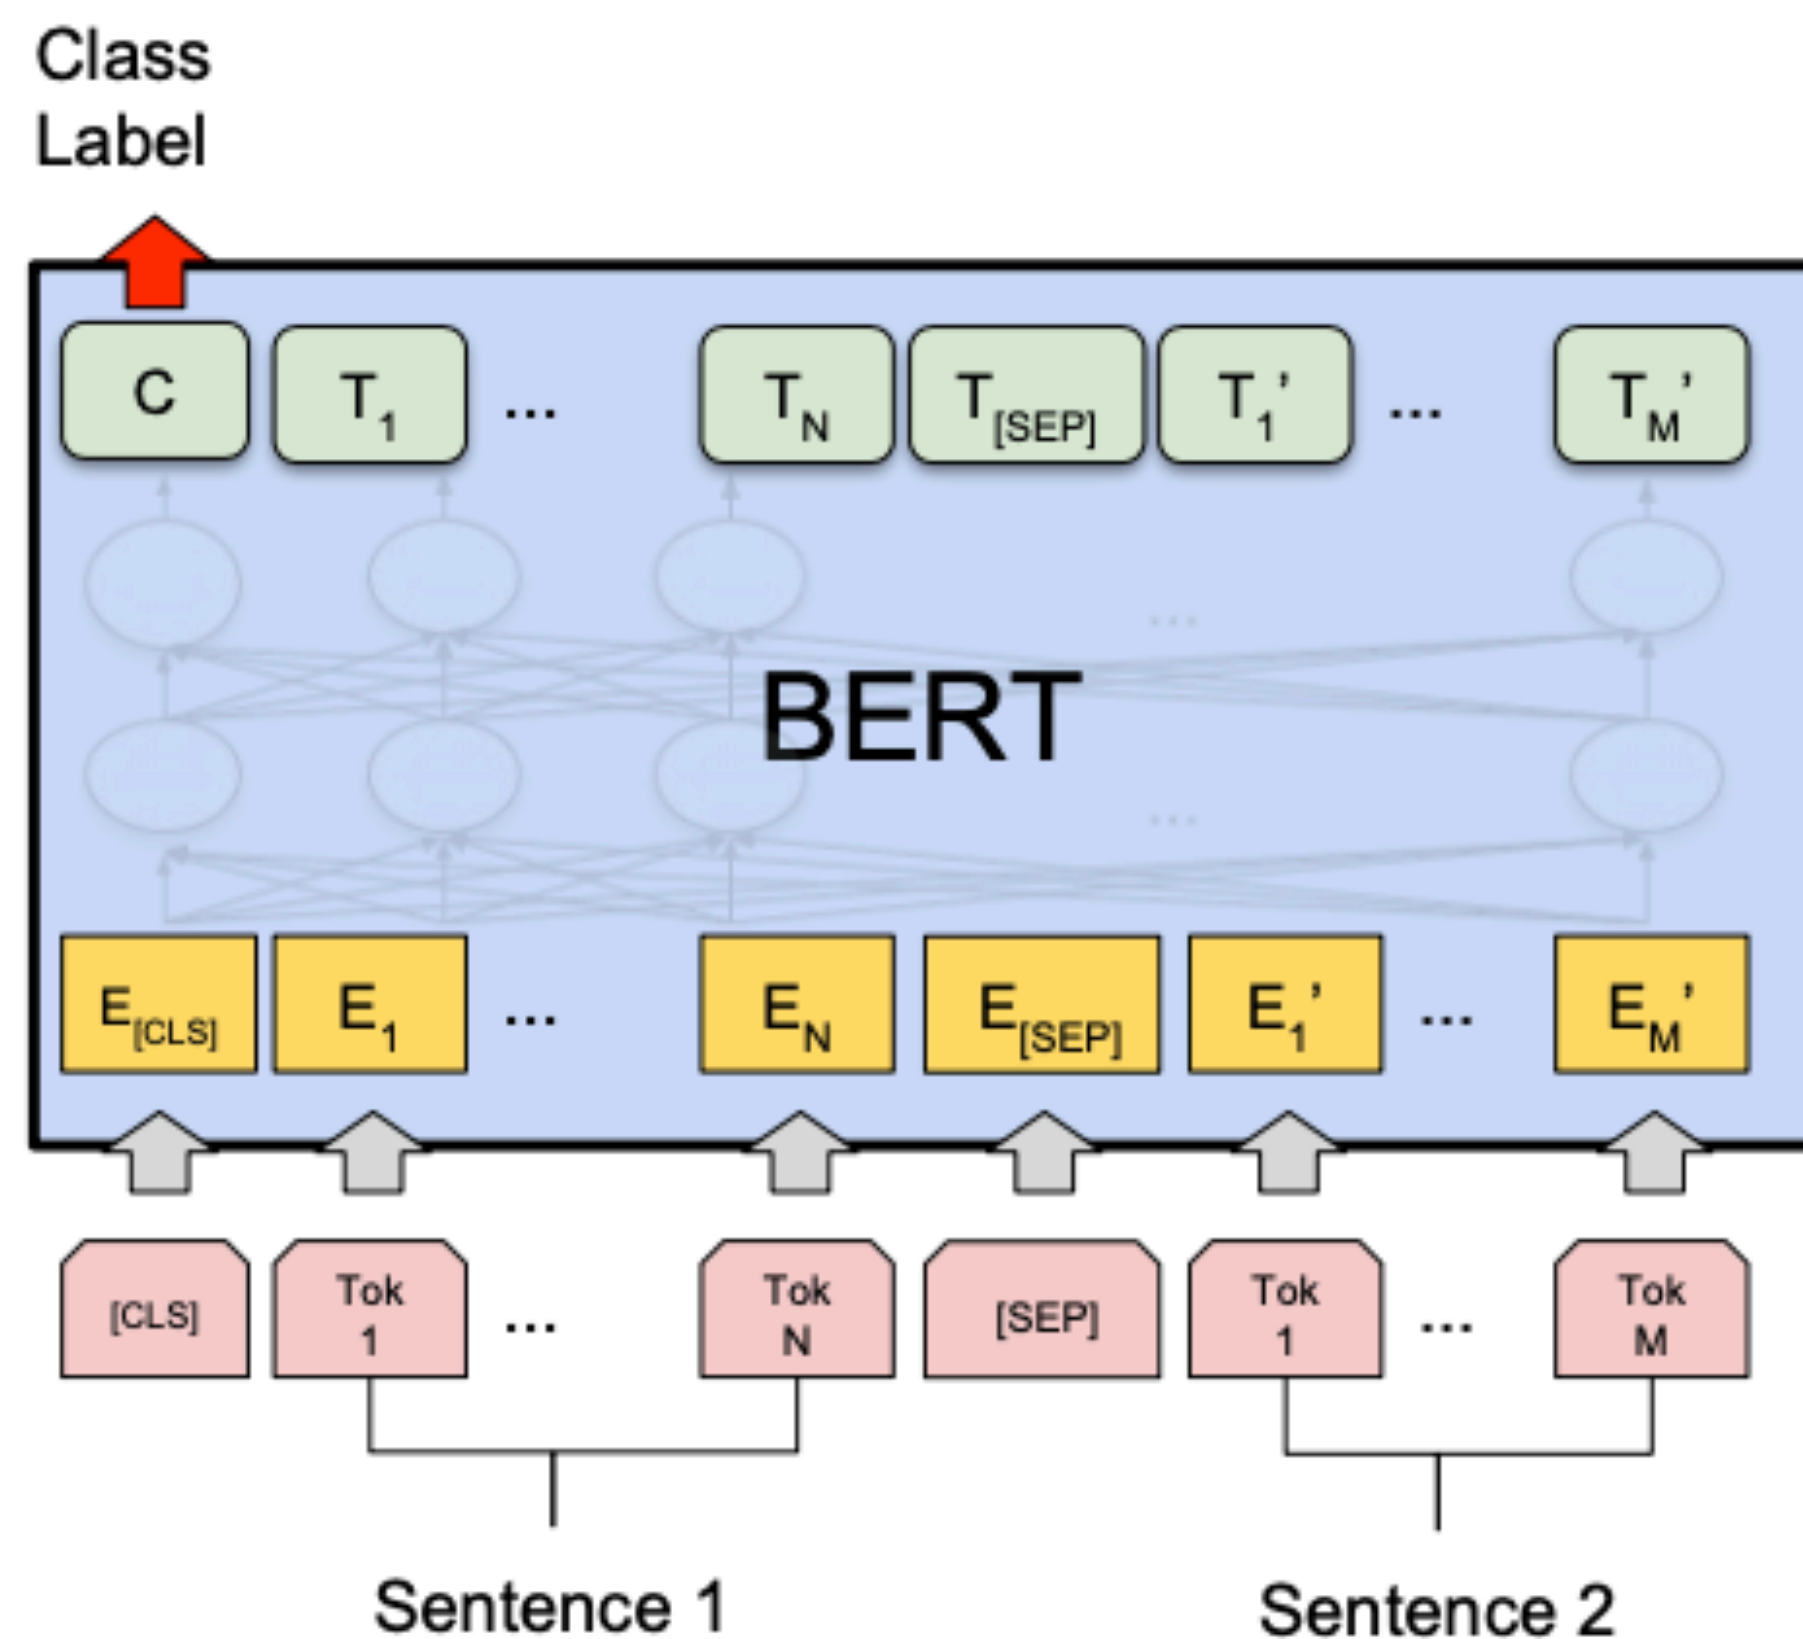 Class
Label
C T1 ... TN T[SEP] T1’ ... TM’
...
BERT
...
E[CLS] E1 ... EN E[SEP] E1’ ... EM’
[CLS] Tok 1 ... Tok N [SEP] Tok 1 ... Tok M
Sentence 1 Sentence 2